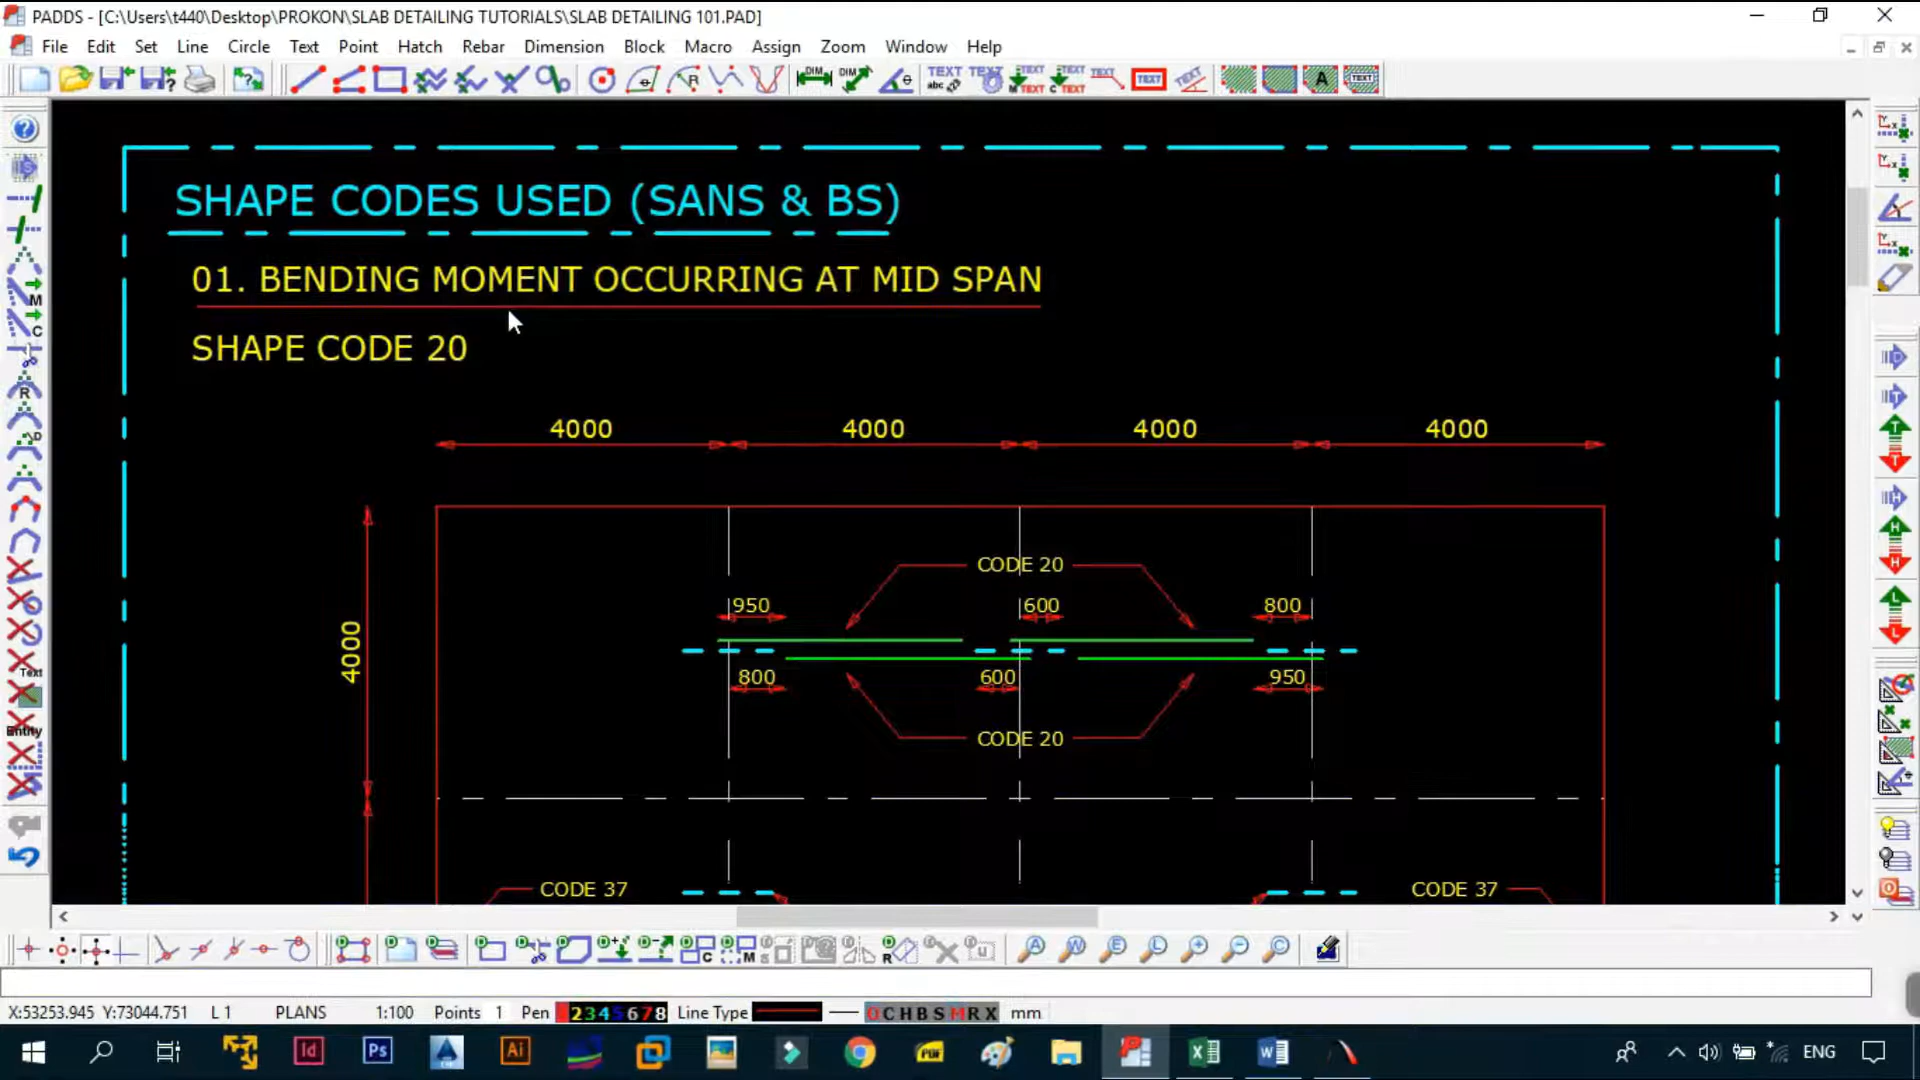 PADDS - [C:\Users\t440\Desktop\PROKON\SLAB DETAILING TUTORIALS\SLAB DETAILING 101.PAD]
File Edit Set Line Circle Text Point Hatch Rebar Dimension Block Macro Assign Zoom Window Help
SHAPE CODES USED (SANS & BS)
01. BENDING MOMENT OCCURRING AT MID SPAN
SHAPE CODE 20
4000 4000 4000 4000
4000
CODE 20
950 600 800
800 600 950
CODE 20
CODE 37 CODE 37
X:53253.945 Y:73044.751 L 1 PLANS 1:100 Points 1 Pen 2345678 Line Type OCHBSMRX mm
ENG